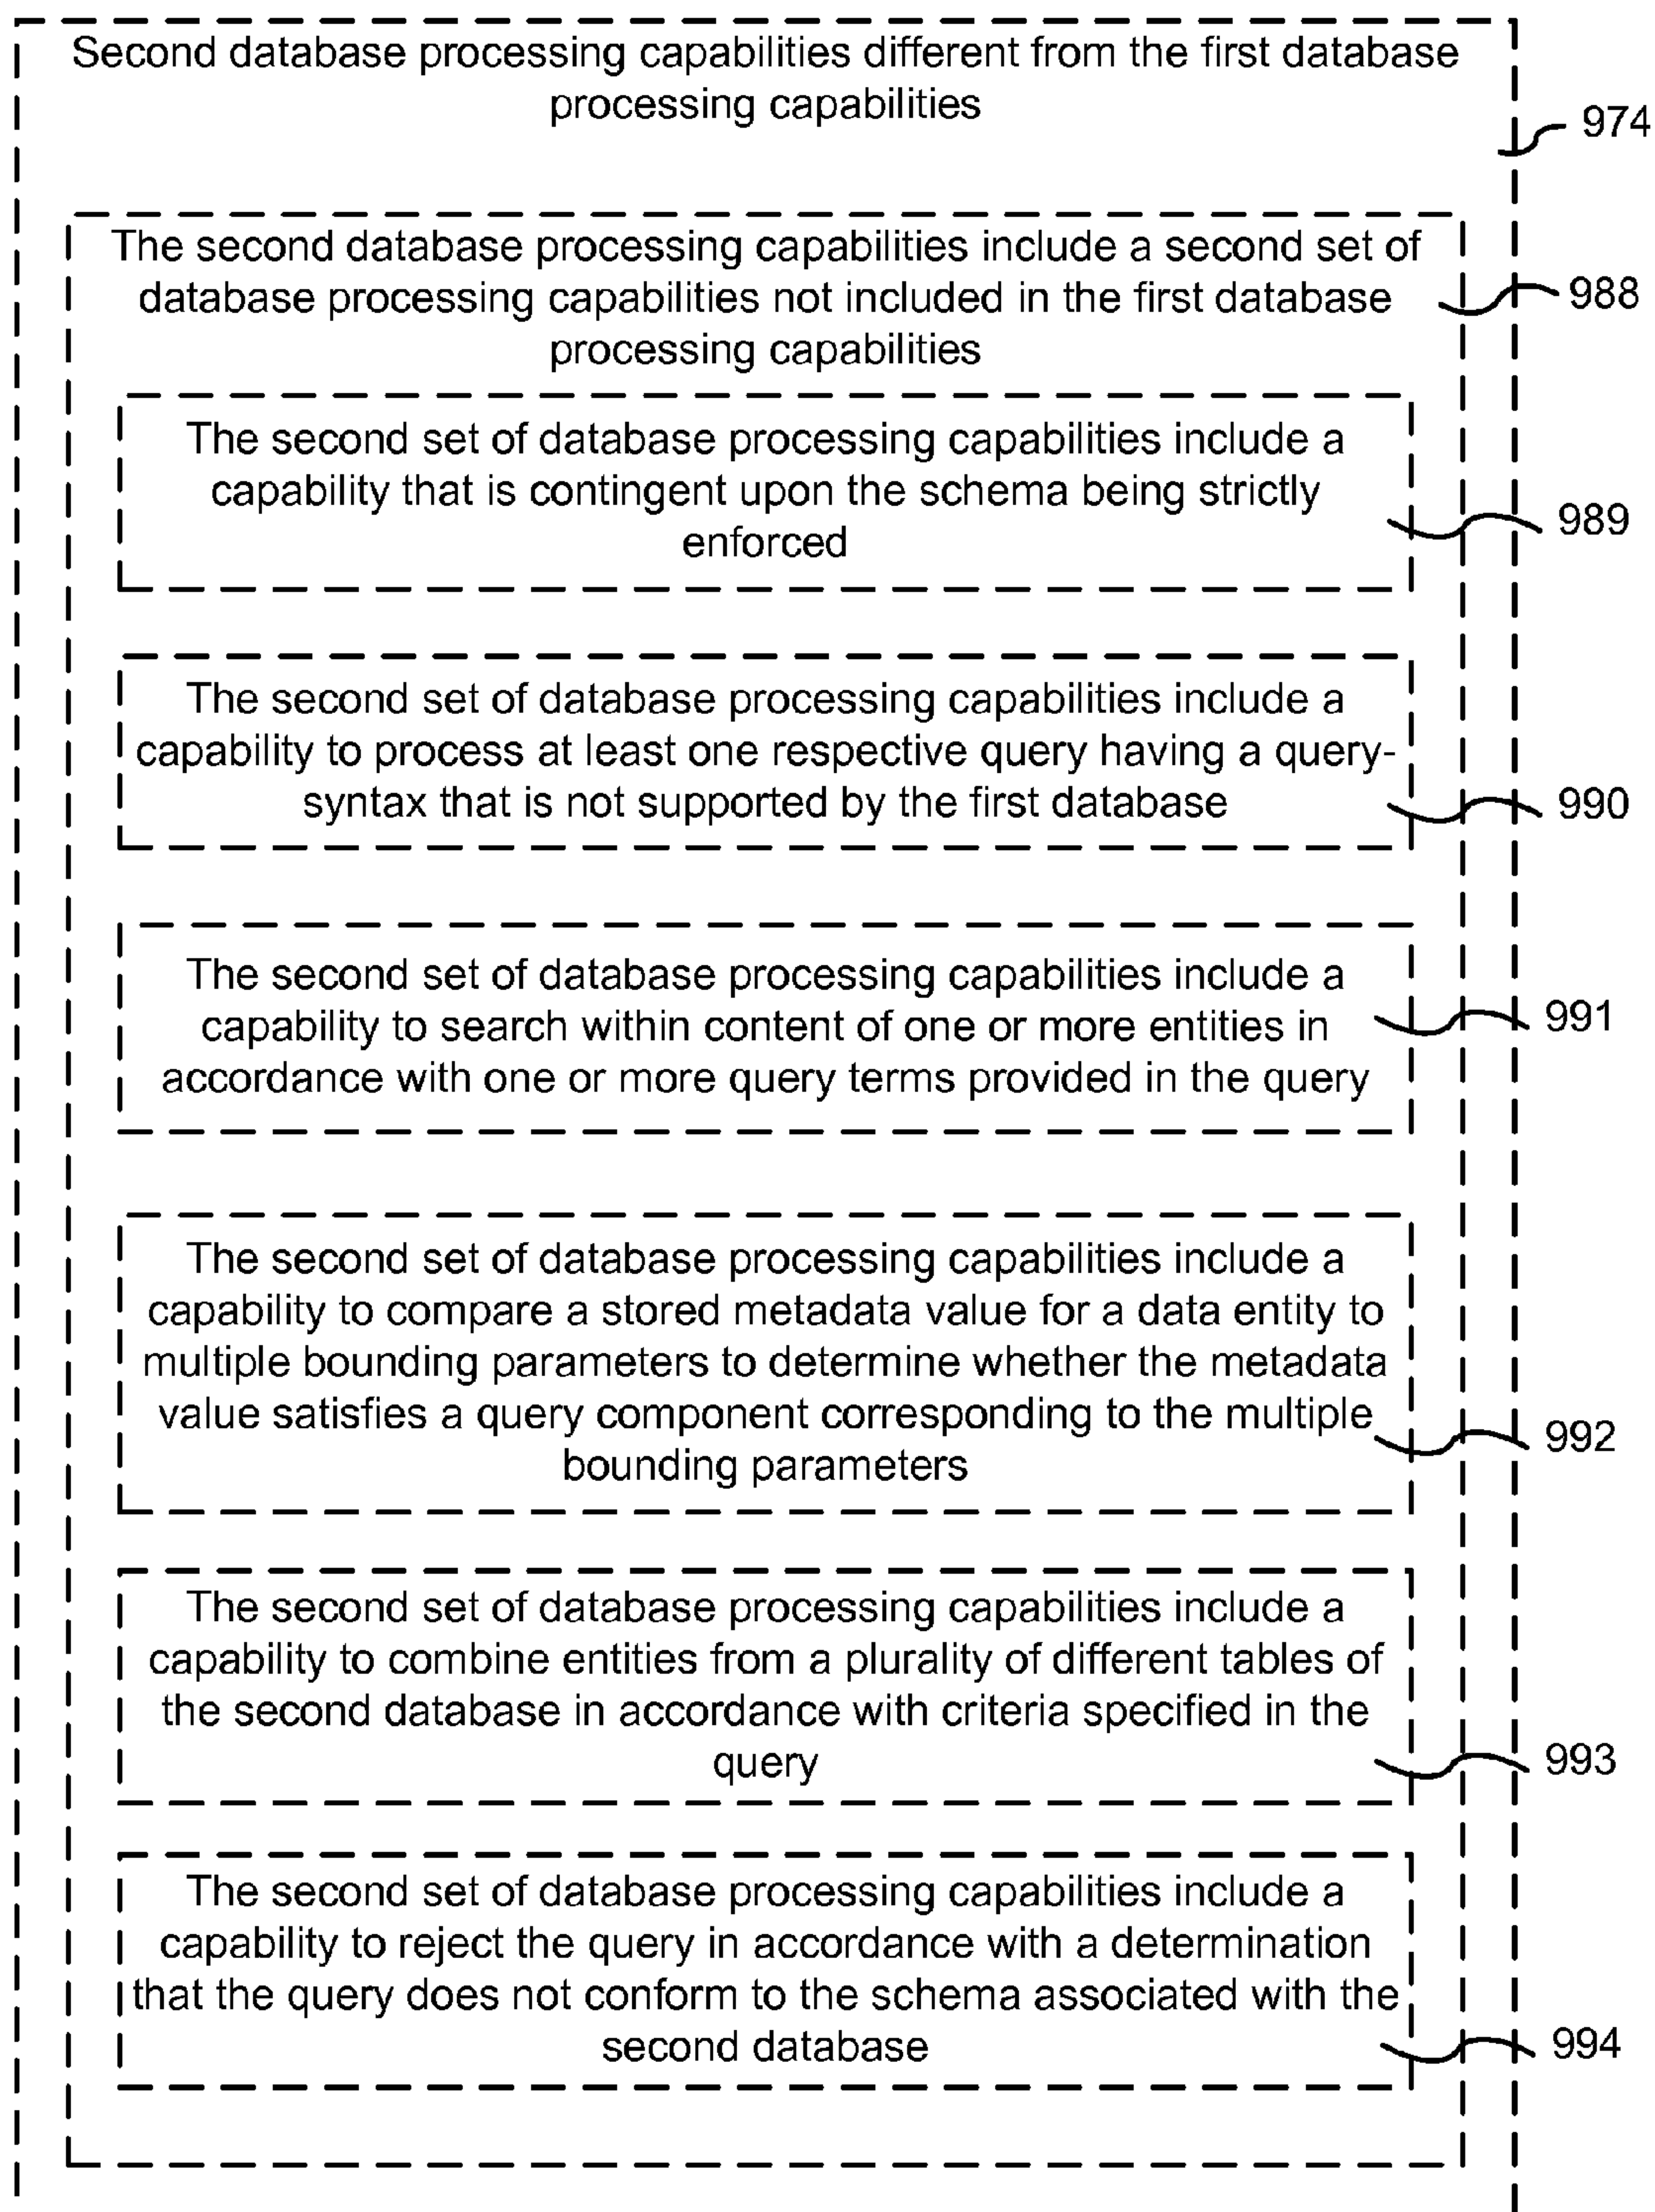 Second database processing capabilities different from the first database
processing capabilities
974
The second database processing capabilities include a second set of
database processing capabilities not included in the first database
processing capabilities
988
The second set of database processing capabilities include a
capability that is contingent upon the schema being strictly
enforced
989
The second set of database processing capabilities include a
capability to process at least one respective query having a query-
syntax that is not supported by the first database
990
The second set of database processing capabilities include a
capability to search within content of one or more entities in
accordance with one or more query terms provided in the query
991
The second set of database processing capabilities include a
capability to compare a stored metadata value for a data entity to
multiple bounding parameters to determine whether the metadata
value satisfies a query component corresponding to the multiple
bounding parameters
992
The second set of database processing capabilities include a
capability to combine entities from a plurality of different tables of
the second database in accordance with criteria specified in the
query
993
The second set of database processing capabilities include a
capability to reject the query in accordance with a determination
that the query does not conform to the schema associated with the
second database
994